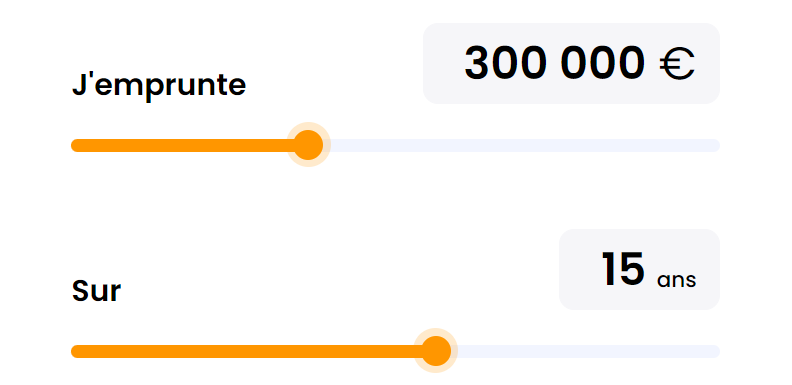 J'emprunte
300 000 €
Sur
15 ans